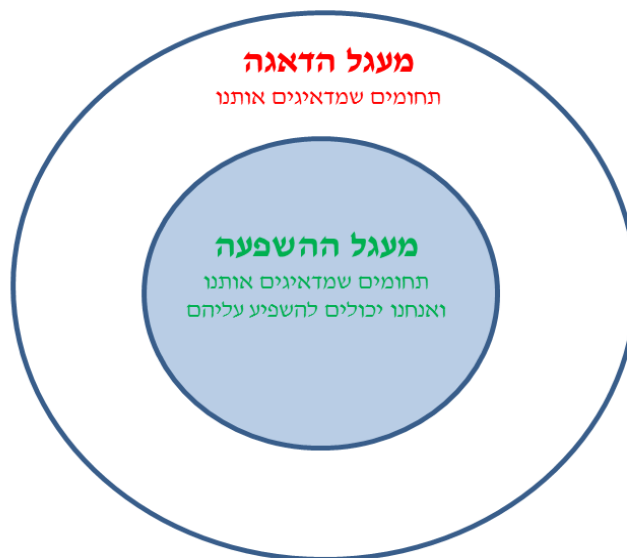 מעגל הדאגה
תחומים שמדאיגים אותנו
מעגל ההשפעה
תחומים שמדאיגים אותנו
ואנחנו יכולים להשפיע עליהם